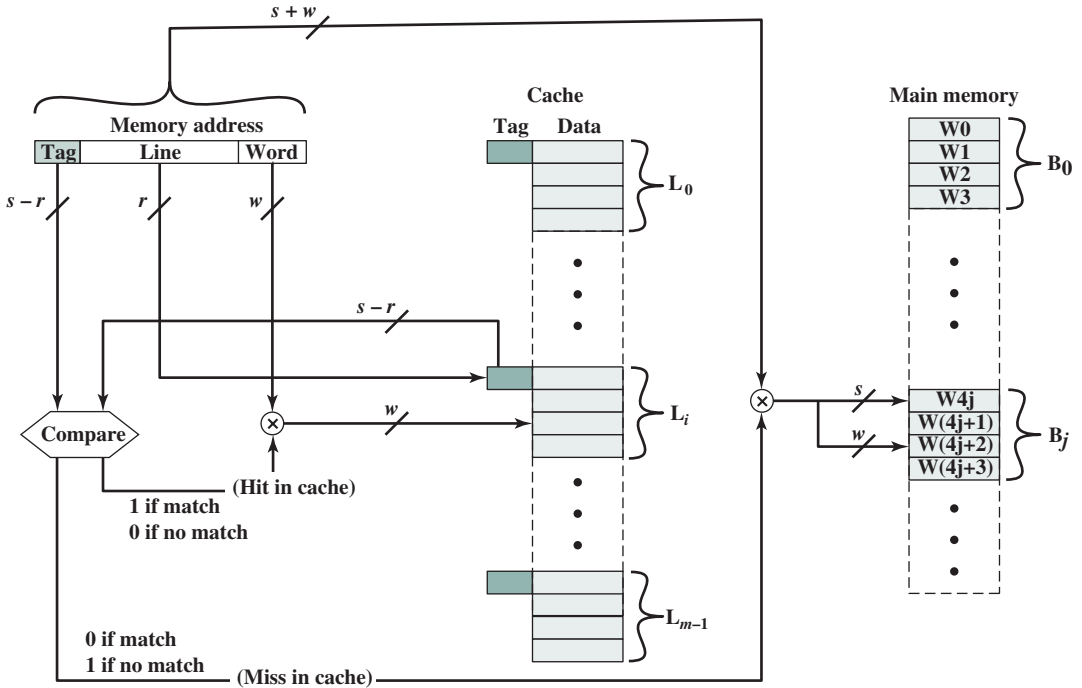 s + w
Cache
Main memory
Memory address
Tag Data
Tag Line Word
W0
W1
W2
W3
B0
L0
s – r
r
w
s – r
w
Li
Compare
(Hit in cache)
1 if match
0 if no match
s
w
W4j
W(4j+1)
W(4j+2)
W(4j+3)
Bj
Lm–1
0 if match
1 if no match
(Miss in cache)